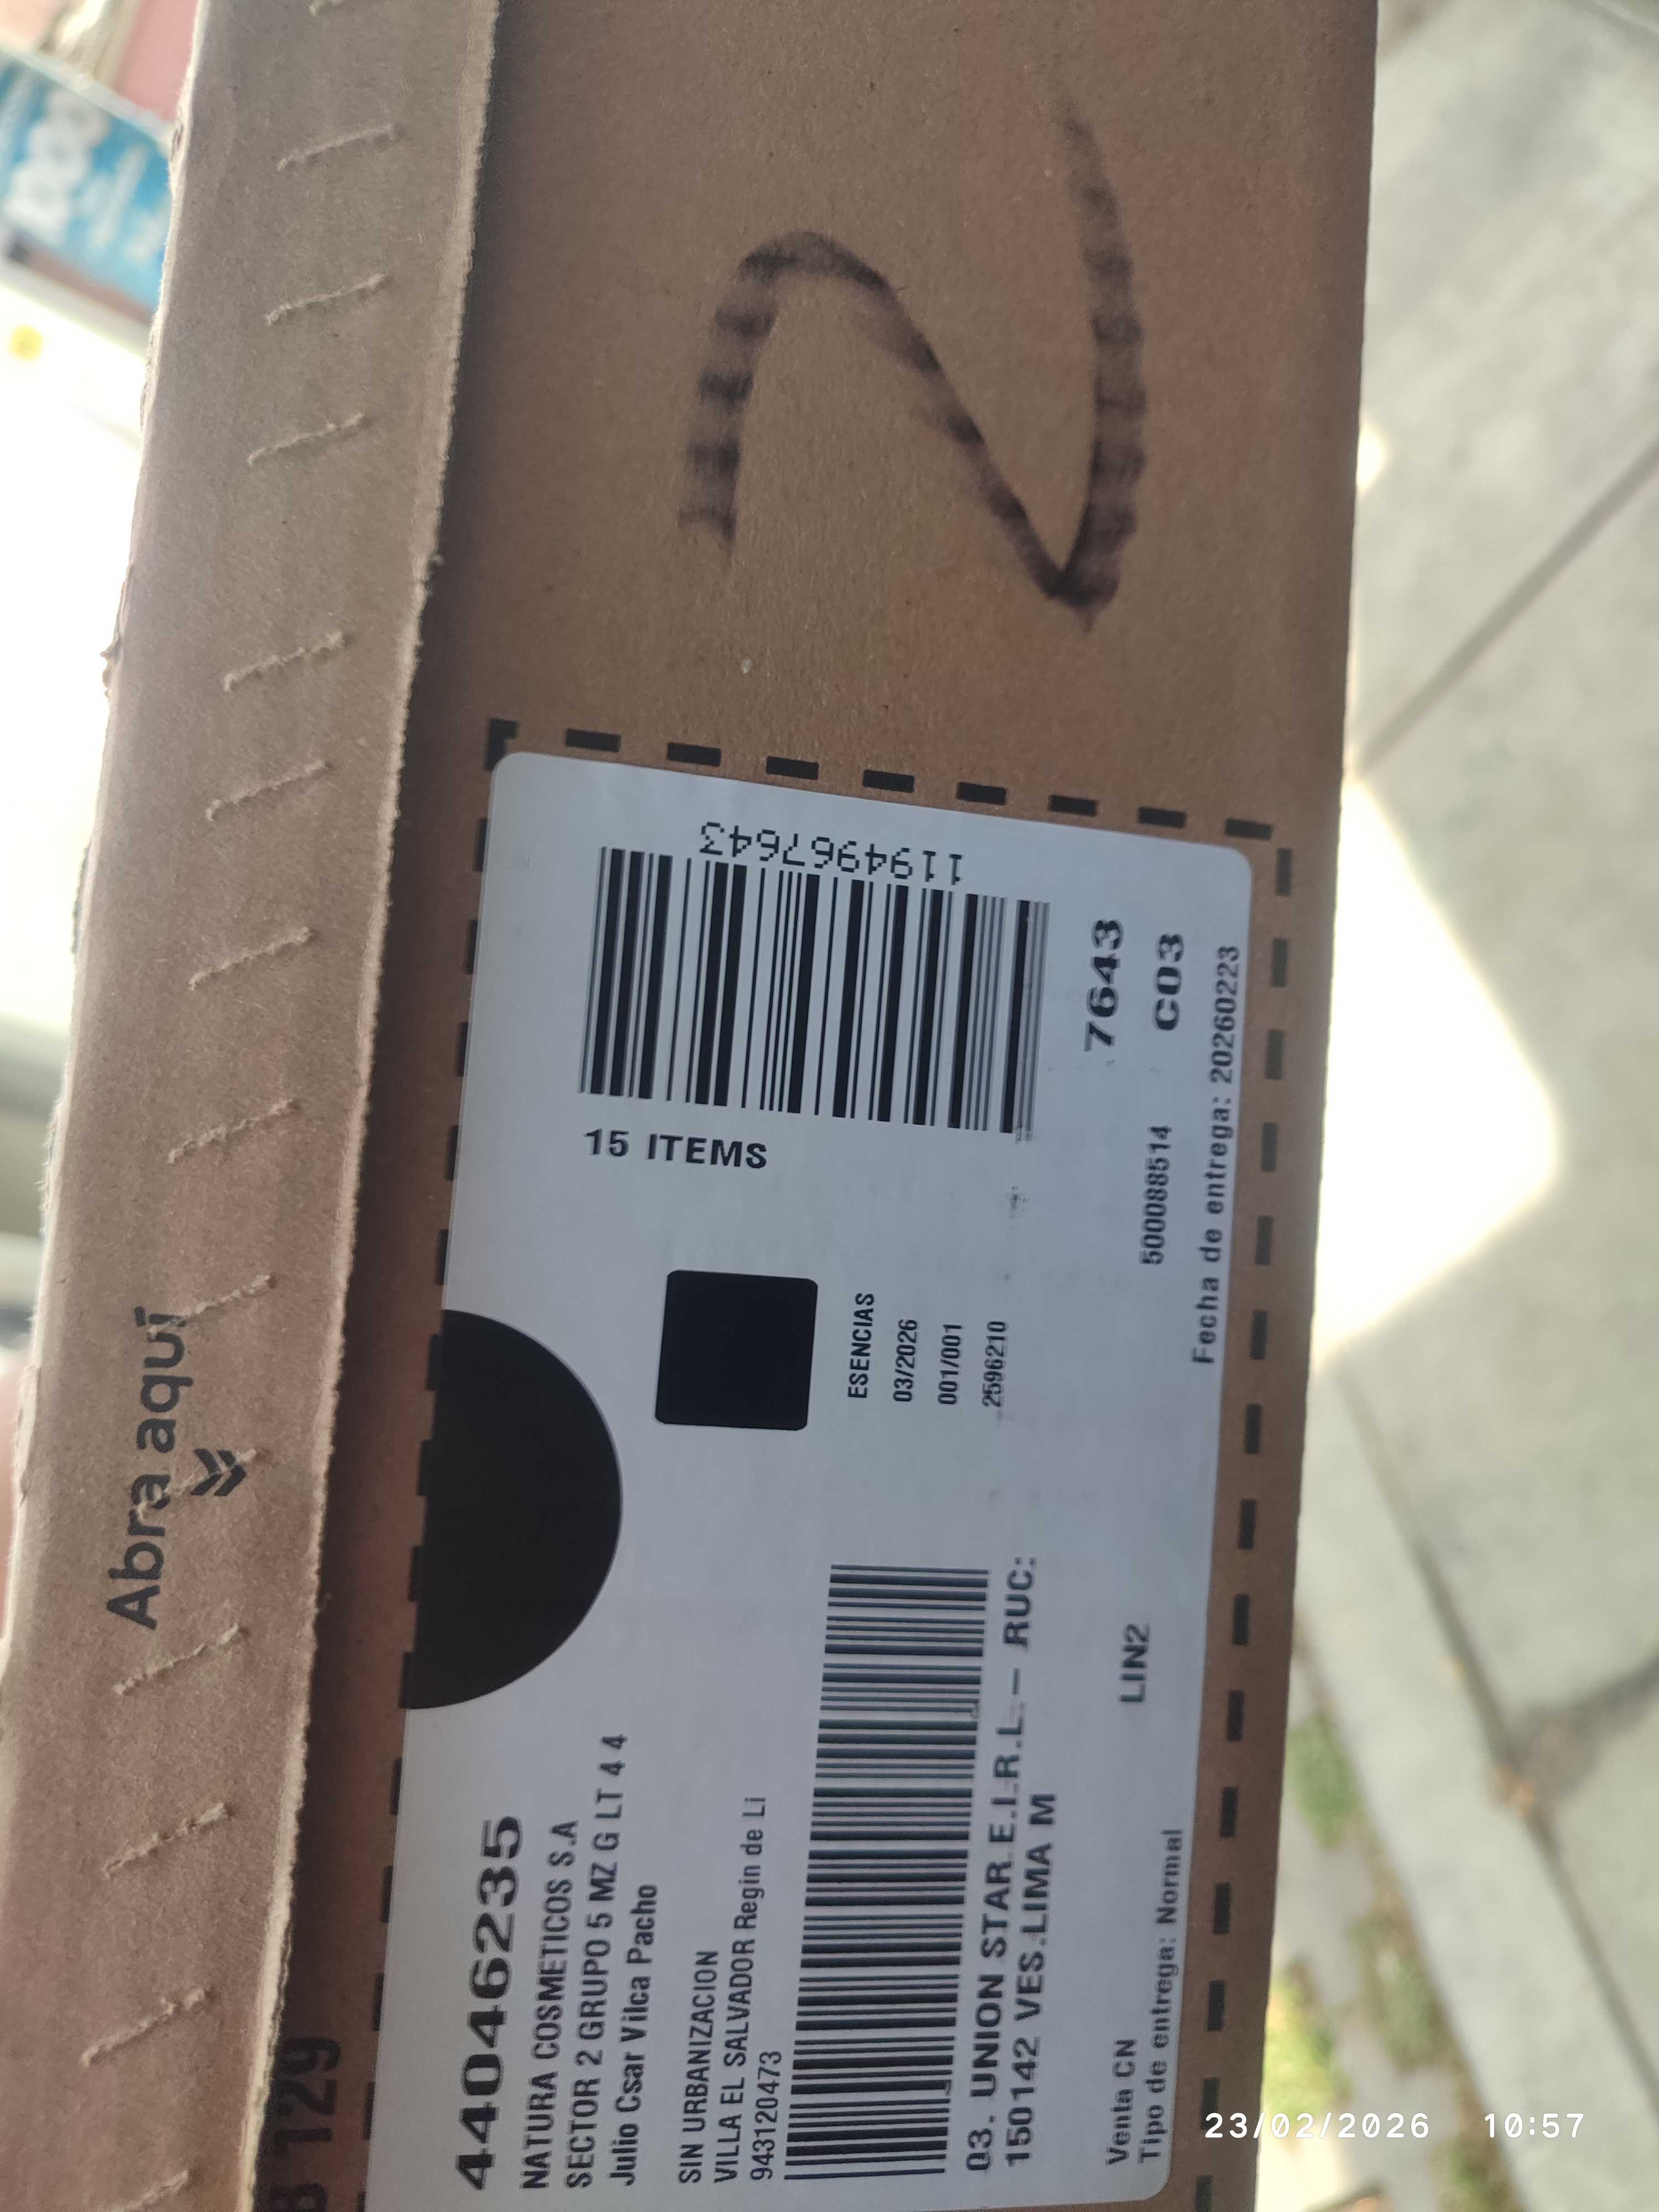 Abra aquí
B 129
44046235
NATURA COSMETICOS S.A
SECTOR 2 GRUPO 5 MZ G LT 4 4
Julio Csar Vilca Pacho
SIN URBANIZACION
VILLA EL SALVADOR Regin de Li
943120473
03. UNION STAR E.I.R.L.– RUC:
150142 VES.LIMA M
Venta CN
LIN2
Tipo de entrega: Normal
ESENCIAS
03/2026
001/001
2596210
15 ITEMS
1194967643
7643
500088514
C03
Fecha de entrega: 20260223
N
23/02/2026 10:57